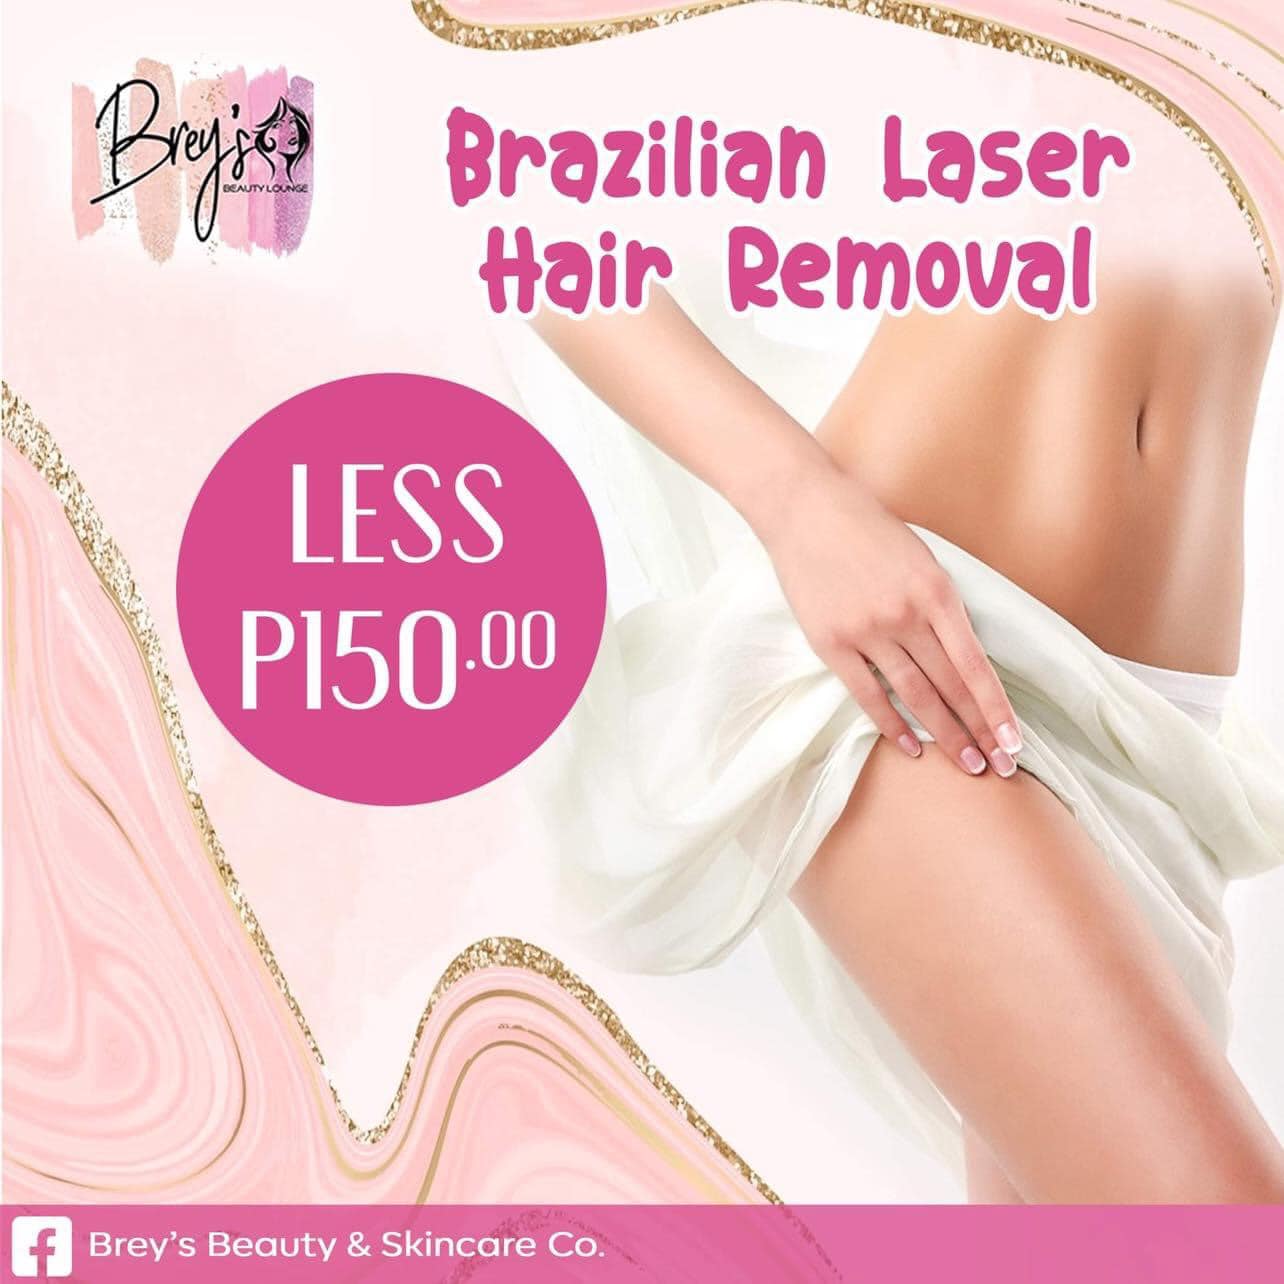 Brey's
BEAUTY LOUNGE
Brazilian Laser
Hair Removal
LESS
P150.00
Brey's Beauty & Skincare Co.